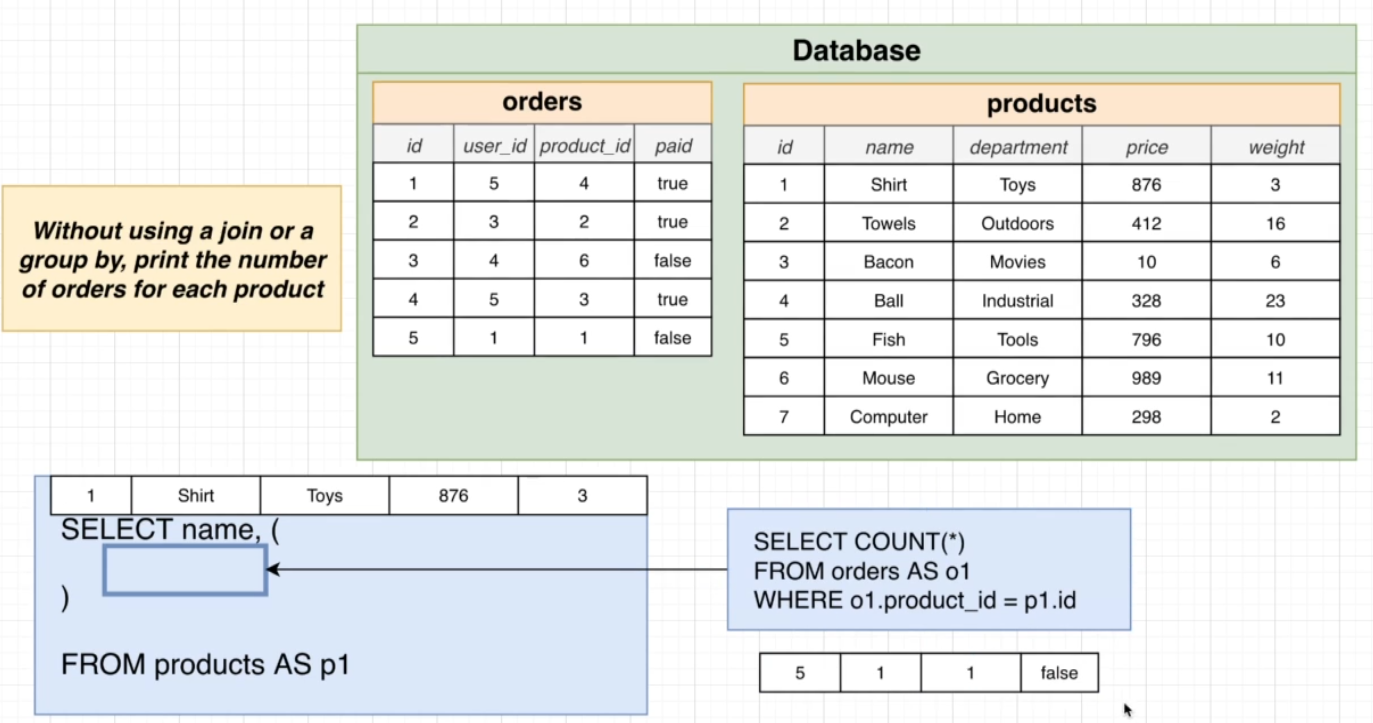 Database
orders
id user_id product_id paid
1 5 4 true
2 3 2 true
3 4 6 false
4 5 3 true
5 1 1 false
products
id name department price weight
1 Shirt Toys 876 3
2 Towels Outdoors 412 16
3 Bacon Movies 10 6
4 Ball Industrial 328 23
5 Fish Tools 796 10
6 Mouse Grocery 989 11
7 Computer Home 298 2
Without using a join or a
group by, print the number
of orders for each product
1 Shirt Toys 876 3
SELECT name, (
)
FROM products AS p1
SELECT COUNT(*)
FROM orders AS o1
WHERE o1.product_id = p1.id
5 1 1 false